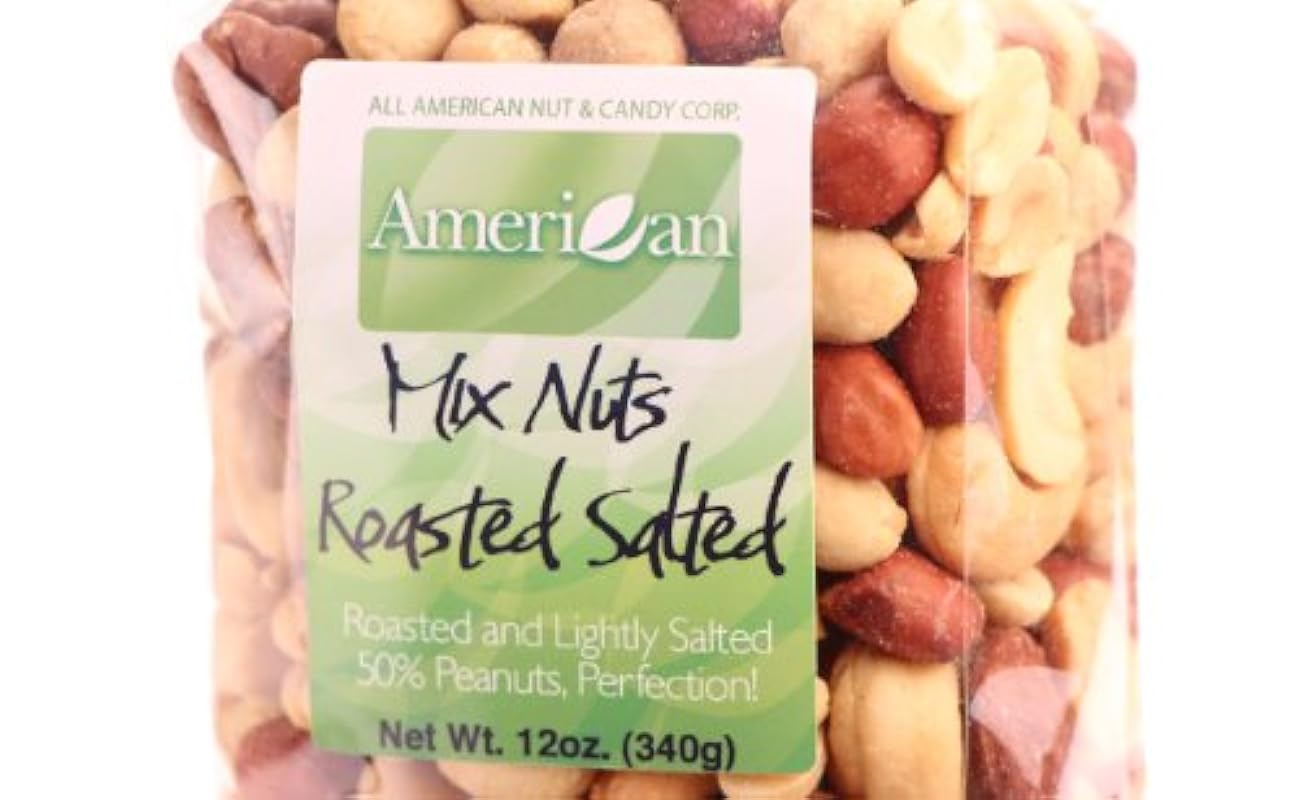 ALL AMERICAN NUT & CANDY CORP.
American
Mix Nuts
Roasted Salted
Roasted and Lightly Salted
50% Peanuts, Perfection!
Net Wt. 12oz. (340g)